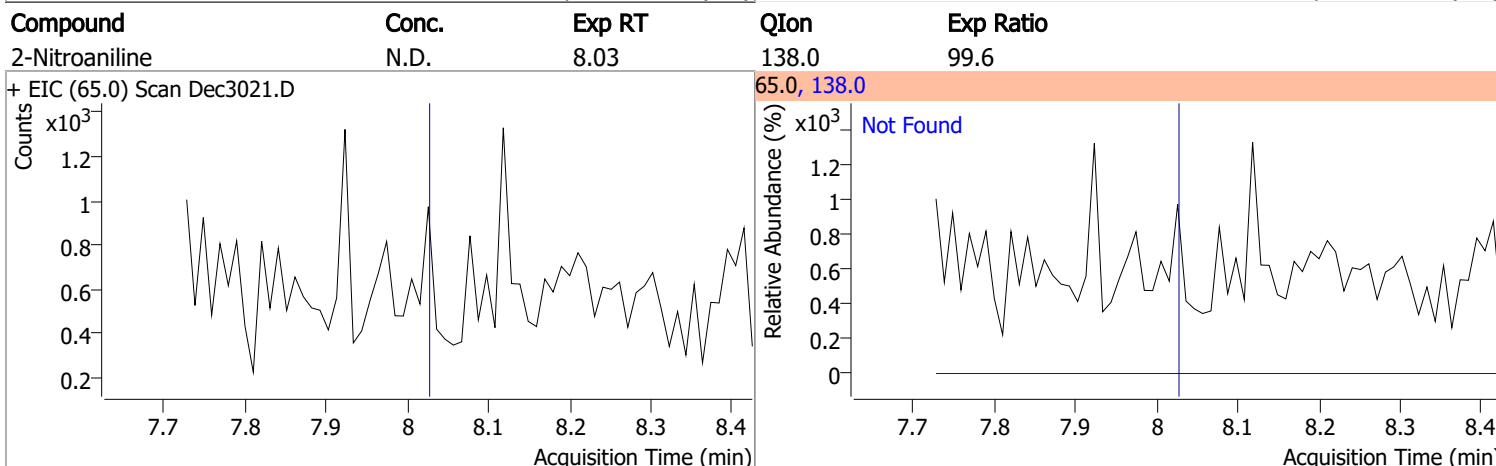 Compound Conc. Exp RT QIon Exp Ratio
2-Nitroaniline N.D. 8.03 138.0 99.6
+ EIC (65.0) Scan Dec3021.D
Counts
x10³
1.2
1
0.8
0.6
0.4
0.2
7.7 7.8 7.9 8 8.1 8.2 8.3 8.4
Acquisition Time (min)
65.0, 138.0
Relative Abundance (%)
x10³
Not Found
1.2
1
0.8
0.6
0.4
0.2
0
7.7 7.8 7.9 8 8.1 8.2 8.3 8.4
Acquisition Time (min)